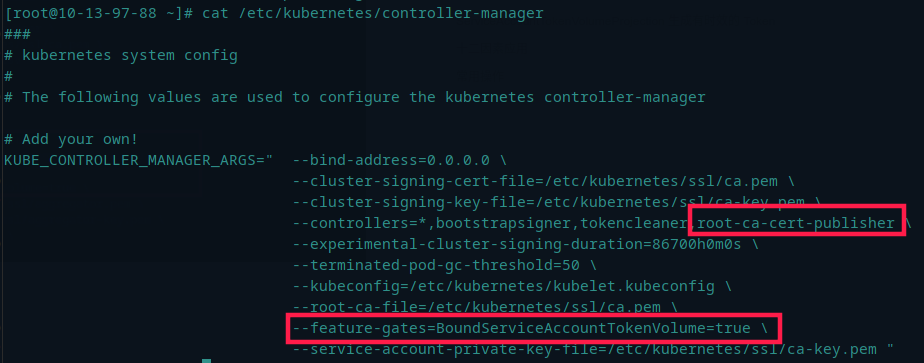 [root@10-13-97-88 ~]# cat /etc/kubernetes/controller-manager
###
# kubernetes system config
#
# The following values are used to configure the kubernetes controller-manager
# Add your own!
KUBE_CONTROLLER_MANAGER_ARGS=" --bind-address=0.0.0.0 \
--cluster-signing-cert-file=/etc/kubernetes/ssl/ca.pem \
--cluster-signing-key-file=/etc/kubernetes/ssl/ca-key.pem \
--controllers=*,bootstrapsigner,tokencleaner,root-ca-cert-publisher \
--experimental-cluster-signing-duration=86700h0m0s \
--terminated-pod-gc-threshold=50 \
--kubeconfig=/etc/kubernetes/kubelet.kubeconfig \
--root-ca-file=/etc/kubernetes/ssl/ca.pem \
--feature-gates=BoundServiceAccountTokenVolume=true \
--service-account-private-key-file=/etc/kubernetes/ssl/ca-key.pem "